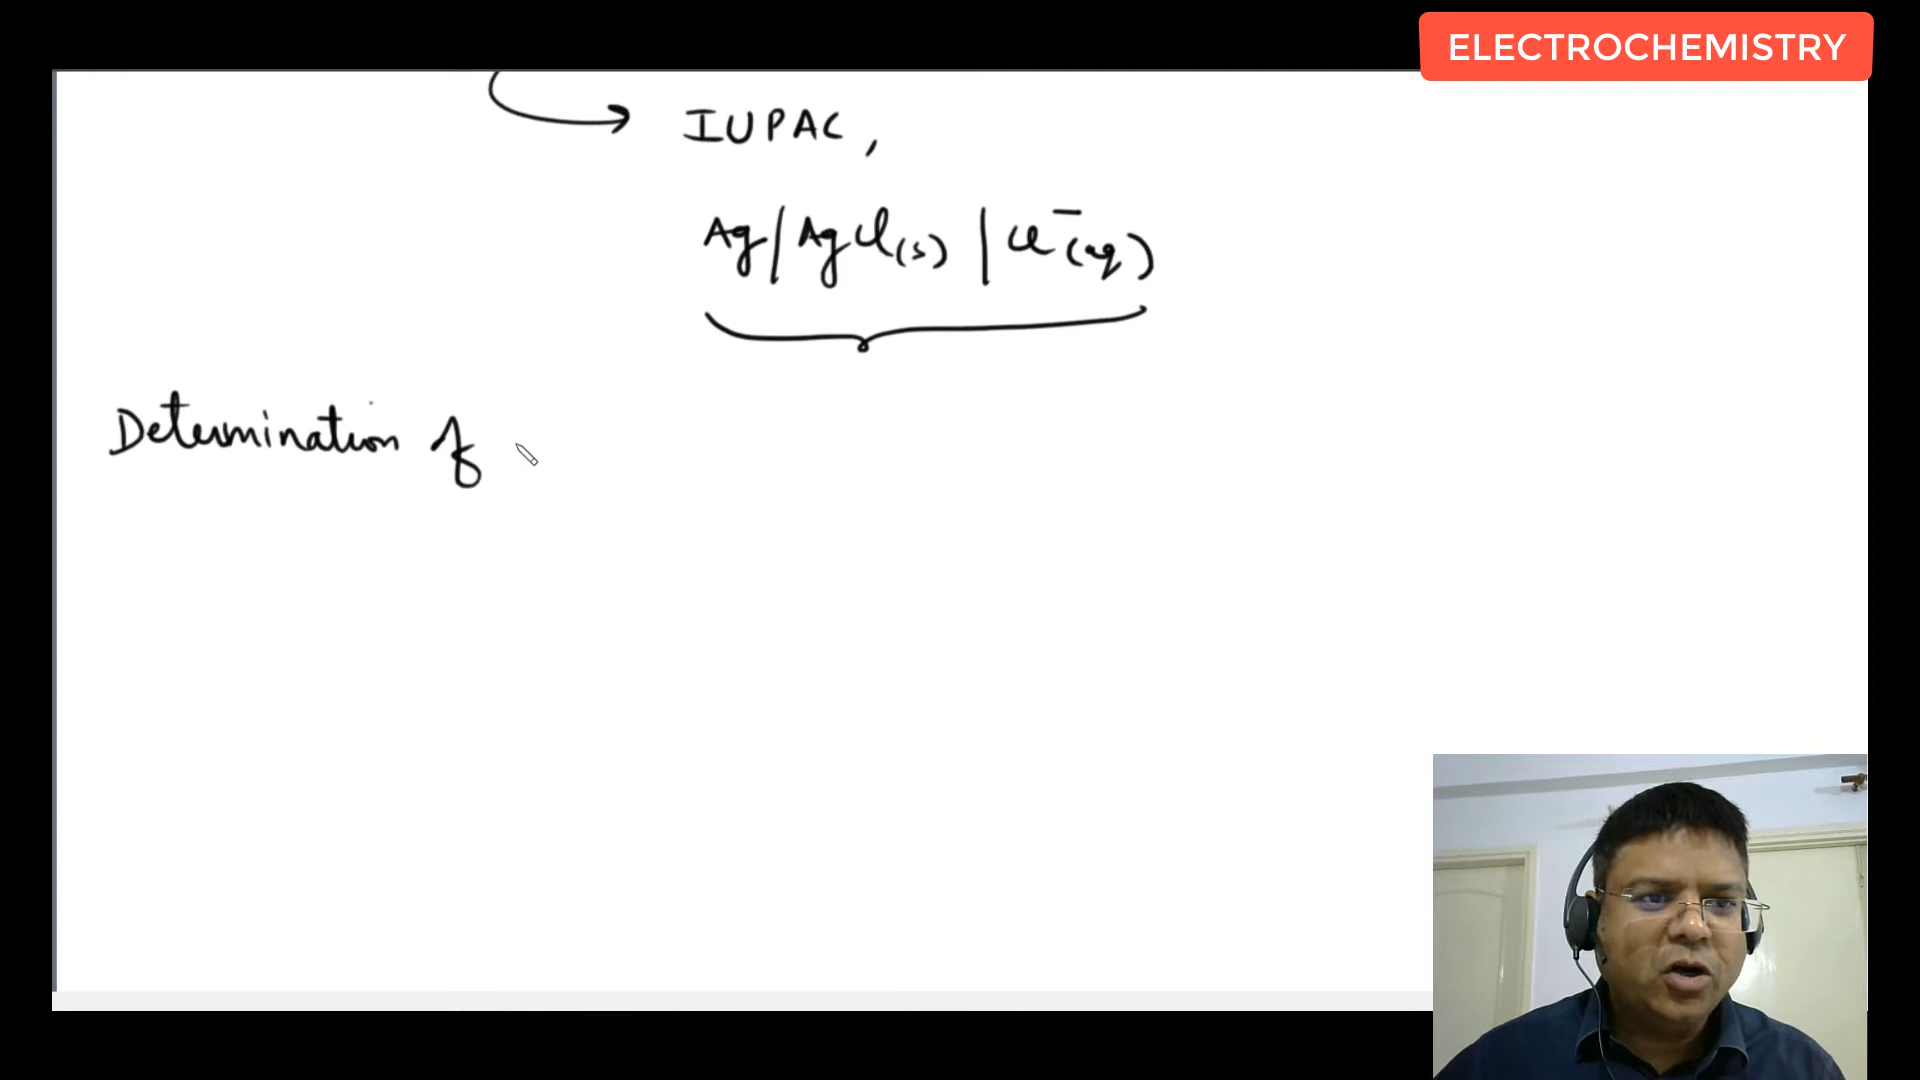 ELECTROCHEMISTRY
IUPAC,
Ag/AgCl(s) | Cl⁻(aq)
Determination of